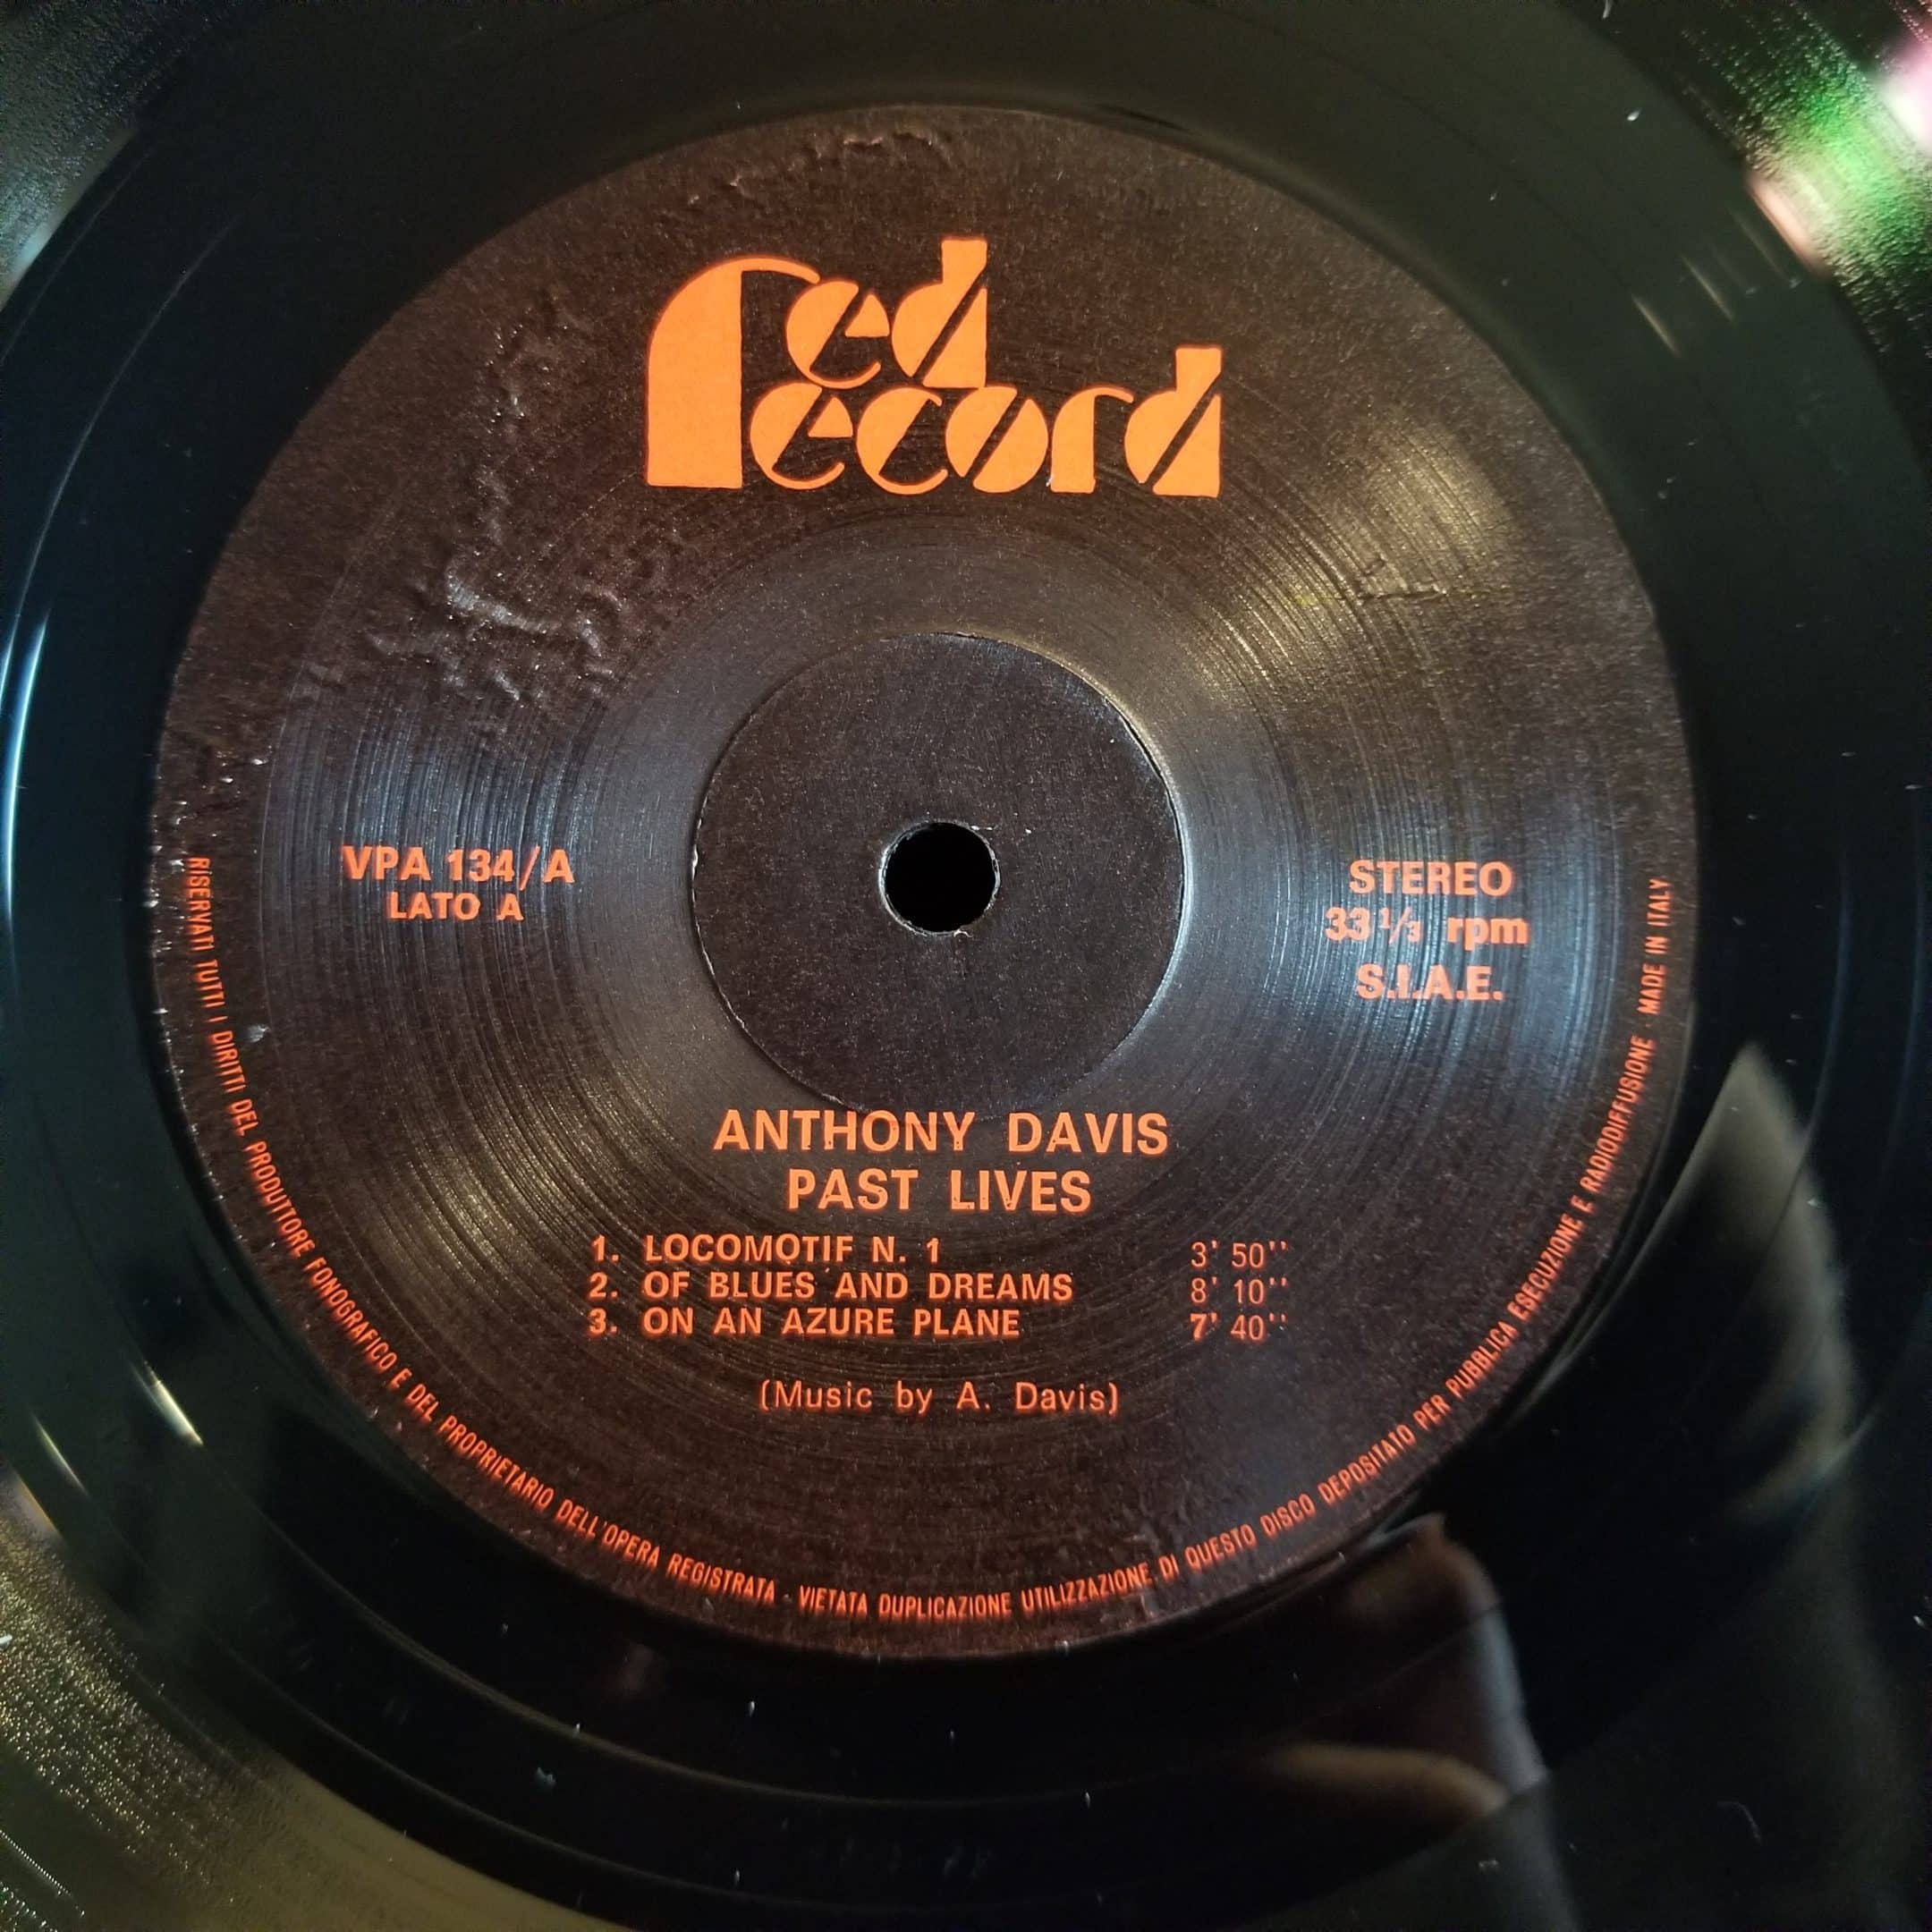 red
record
VPA 134/A
LATO A
STEREO
33 1/3 rpm
S.I.A.E.
ANTHONY DAVIS
PAST LIVES
1. LOCOMOTIF N. 1 3' 50''
2. OF BLUES AND DREAMS 8' 10''
3. ON AN AZURE PLANE 7' 40''
(Music by A. Davis)
RISERVATI TUTTI I DIRITTI DEL PRODUTTORE FONOGRAFICO E DEL PROPRIETARIO DELL'OPERA REGISTRATA - VIETATA DUPLICAZIONE UTILIZZAZIONE DI QUESTO DISCO DEPOSITATO PER PUBBLICA ESECUZIONE E RADIODIFFUSIONE - MADE IN ITALY